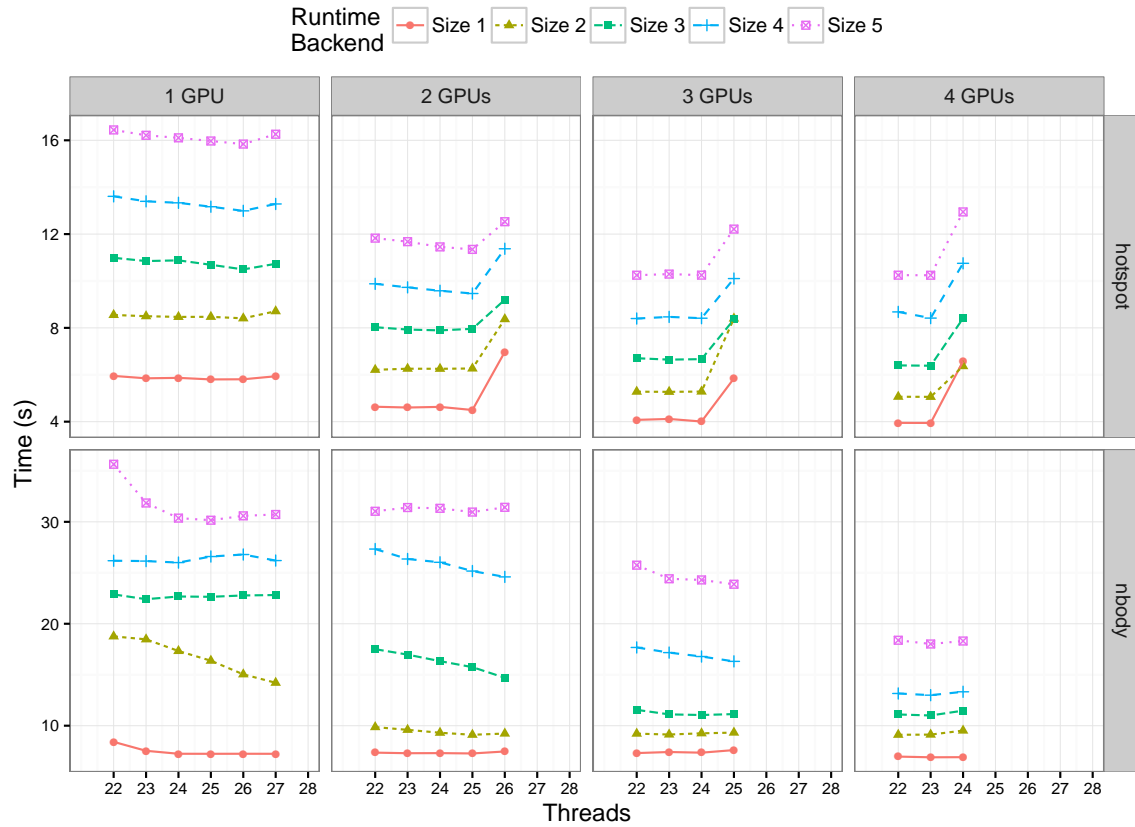 Runtime
Backend
Size 1 Size 2 Size 3 Size 4 Size 5
1 GPU 2 GPUs 3 GPUs 4 GPUs
16
12
8
4
hotspot
30
20
10
nbody
Time (s)
22 23 24 25 26 27 28 22 23 24 25 26 27 28 22 23 24 25 26 27 28 22 23 24 25 26 27 28
Threads